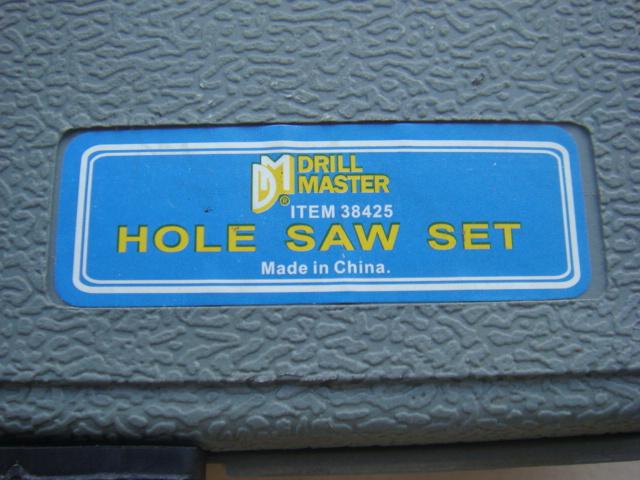 DM DRILL
MASTER
®
ITEM 38425
HOLE SAW SET
Made in China.